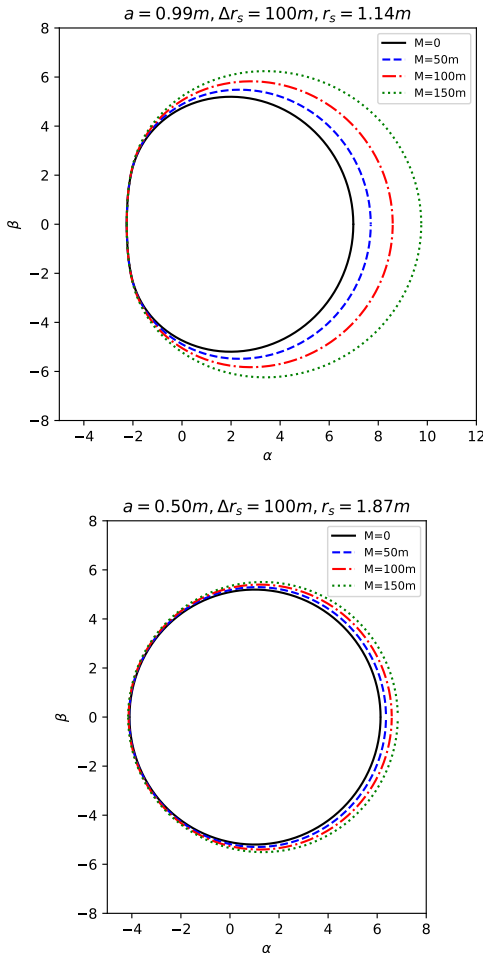 a = 0.99m, Δr_s = 100m, r_s = 1.14m
8
6
4
2
0
−2
−4
−6
−8
β
M=0
M=50m
M=100m
M=150m
−4 −2 0 2 4 6 8 10 12
α
a = 0.50m, Δr_s = 100m, r_s = 1.87m
8
6
4
2
0
−2
−4
−6
−8
β
M=0
M=50m
M=100m
M=150m
−4 −2 0 2 4 6 8
α